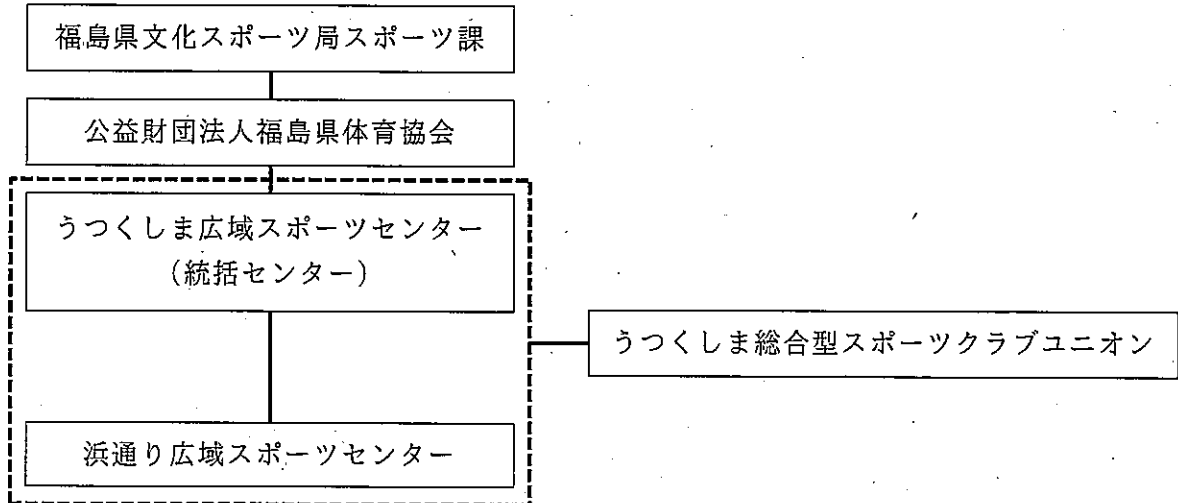 福島県文化スポーツ局スポーツ課
公益財団法人福島県体育協会
うつくしま広域スポーツセンター
(統括センター)
うつくしま総合型スポーツクラブユニオン
浜通り広域スポーツセンター